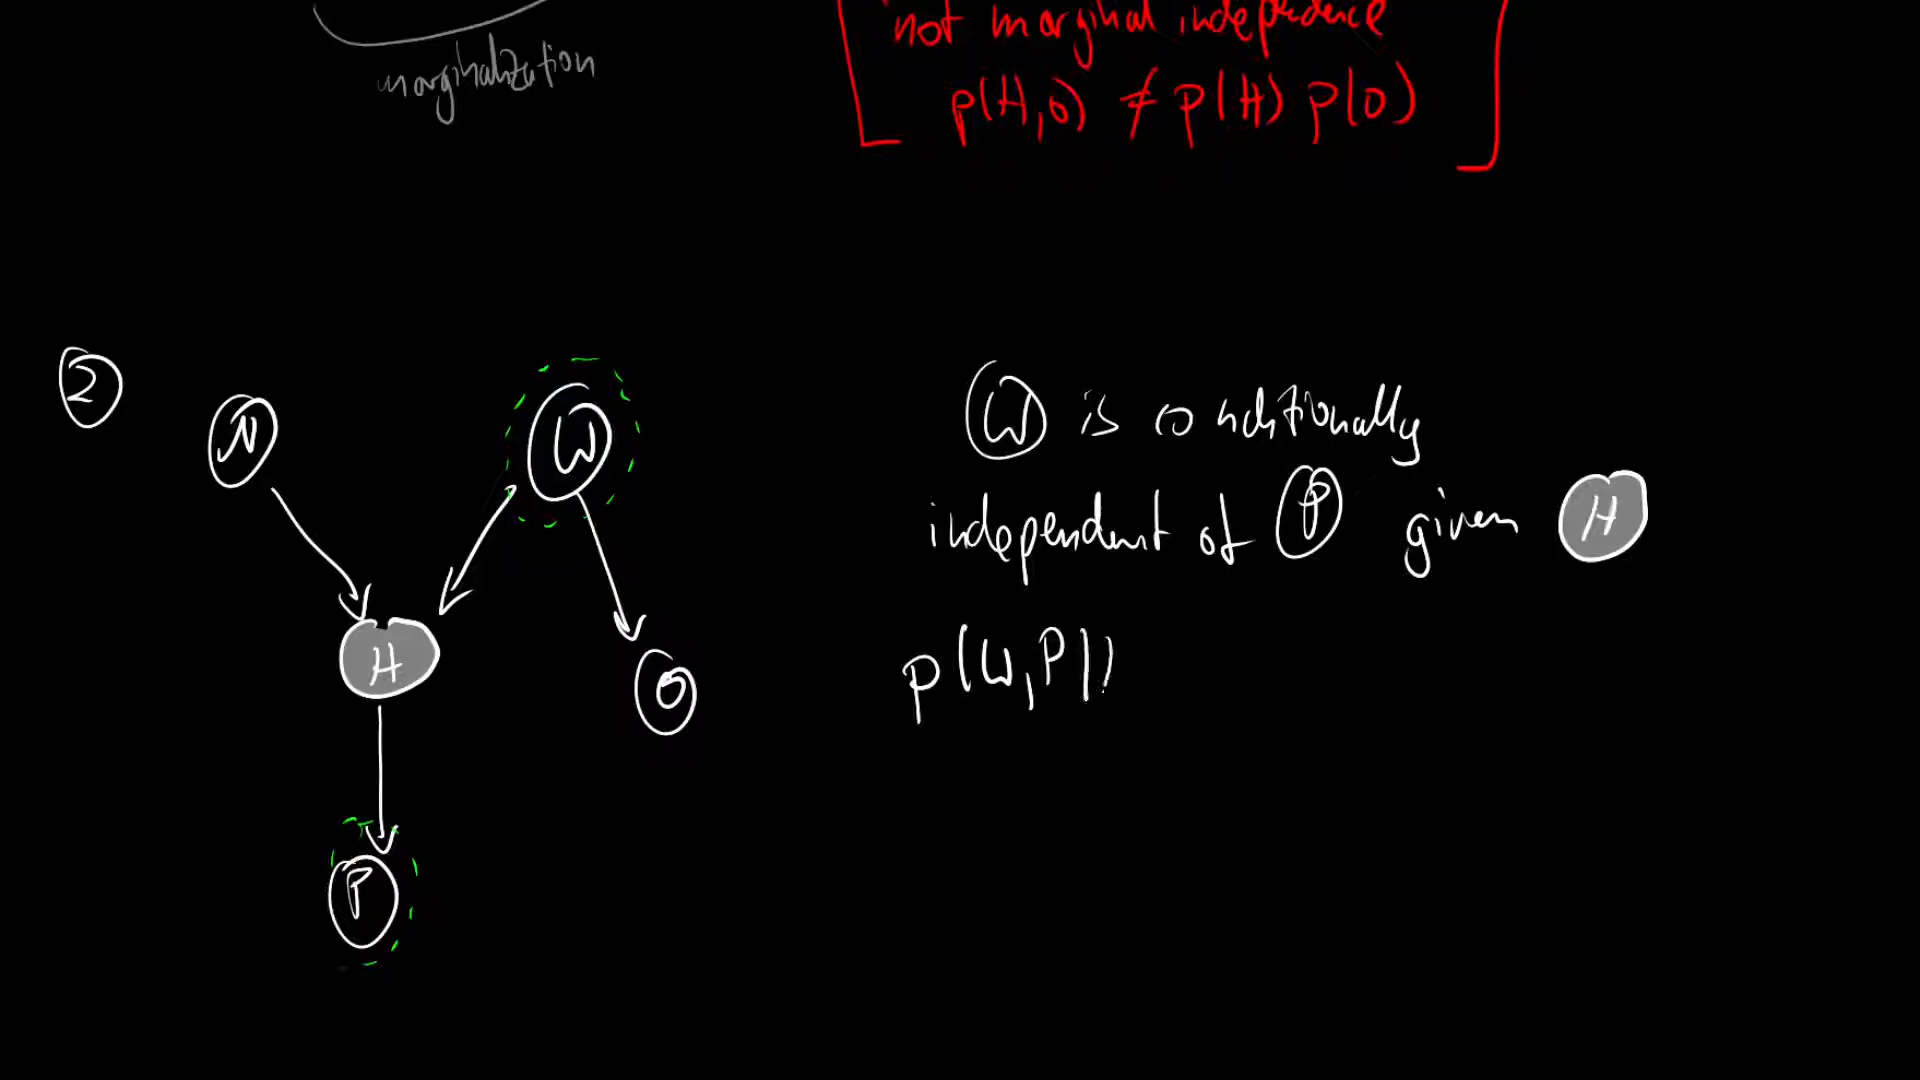 not marginal independence
marginalization
p(H,O) ≠ p(H) p(O)
2
N
W
W is conditionally
independent of P given H
H
O
p(W,P|
P